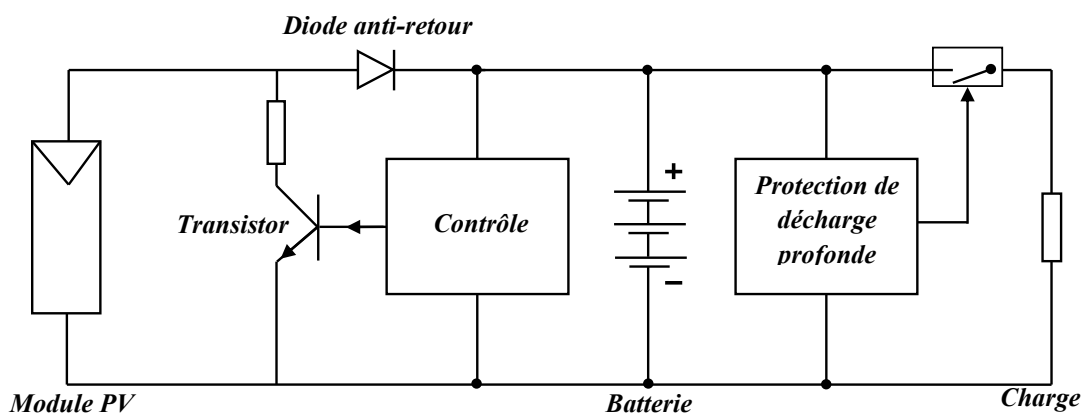 Diode anti-retour
+
Transistor
Contrôle
Protection de
décharge
profonde
−
Module PV
Batterie
Charge